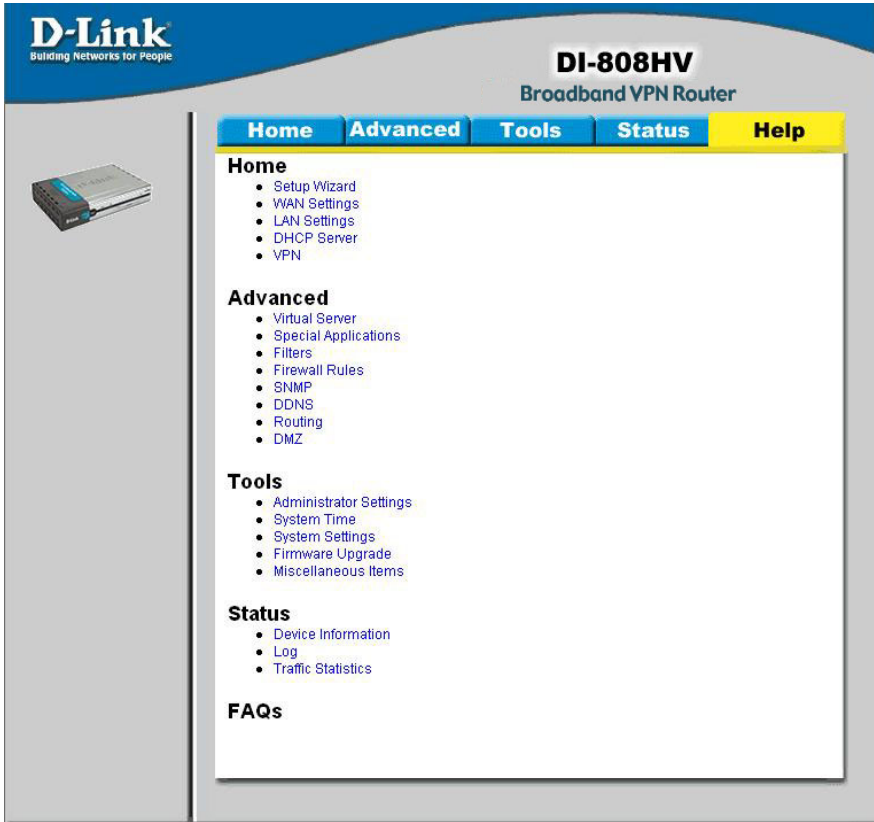 D-Link
Building Networks for People
DI-808HV
Broadband VPN Router
Home Advanced Tools Status Help
Home
Setup Wizard
WAN Settings
LAN Settings
DHCP Server
VPN
Advanced
Virtual Server
Special Applications
Filters
Firewall Rules
SNMP
DDNS
Routing
DMZ
Tools
Administrator Settings
System Time
System Settings
Firmware Upgrade
Miscellaneous Items
Status
Device Information
Log
Traffic Statistics
FAQs
D-Link